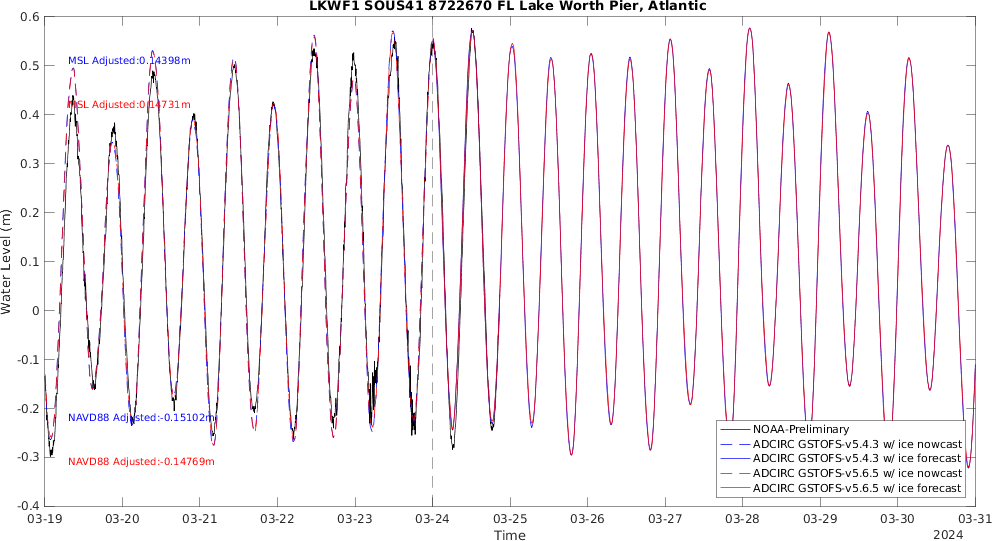 LKWF1 SOUS41 8722670 FL Lake Worth Pier, Atlantic
Water Level (m)
0.6
0.5
0.4
0.3
0.2
0.1
0
-0.1
-0.2
-0.3
-0.4
MSL Adjusted:0.14398m
MSL Adjusted:0.14731m
NAVD88 Adjusted:-0.15102m
NAVD88 Adjusted:-0.14769m
NOAA-Preliminary
ADCIRC GSTOFS-v5.4.3 w/ ice nowcast
ADCIRC GSTOFS-v5.4.3 w/ ice forecast
ADCIRC GSTOFS-v5.6.5 w/ ice nowcast
ADCIRC GSTOFS-v5.6.5 w/ ice forecast
03-19 03-20 03-21 03-22 03-23 03-24 03-25 03-26 03-27 03-28 03-29 03-30 03-31
Time
2024